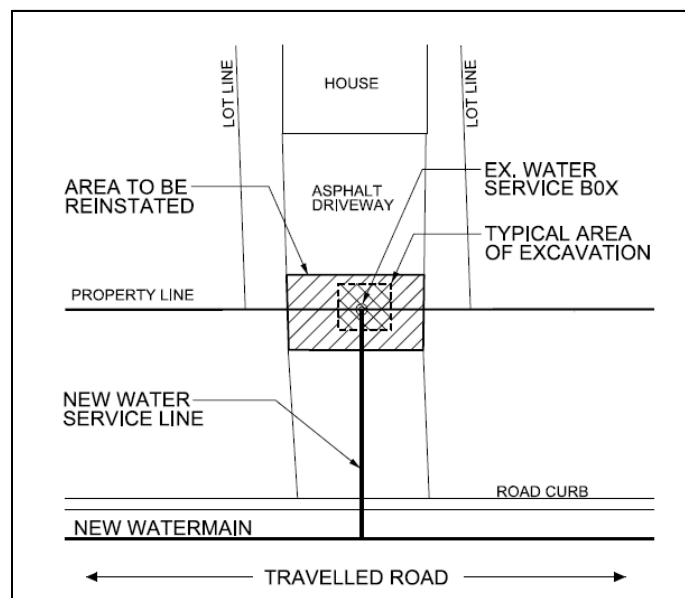 LOT LINE
HOUSE
LOT LINE
AREA TO BE
REINSTATED
ASPHALT
DRIVEWAY
EX. WATER
SERVICE B0X
TYPICAL AREA
OF EXCAVATION
PROPERTY LINE
NEW WATER
SERVICE LINE
ROAD CURB
NEW WATERMAIN
TRAVELLED ROAD